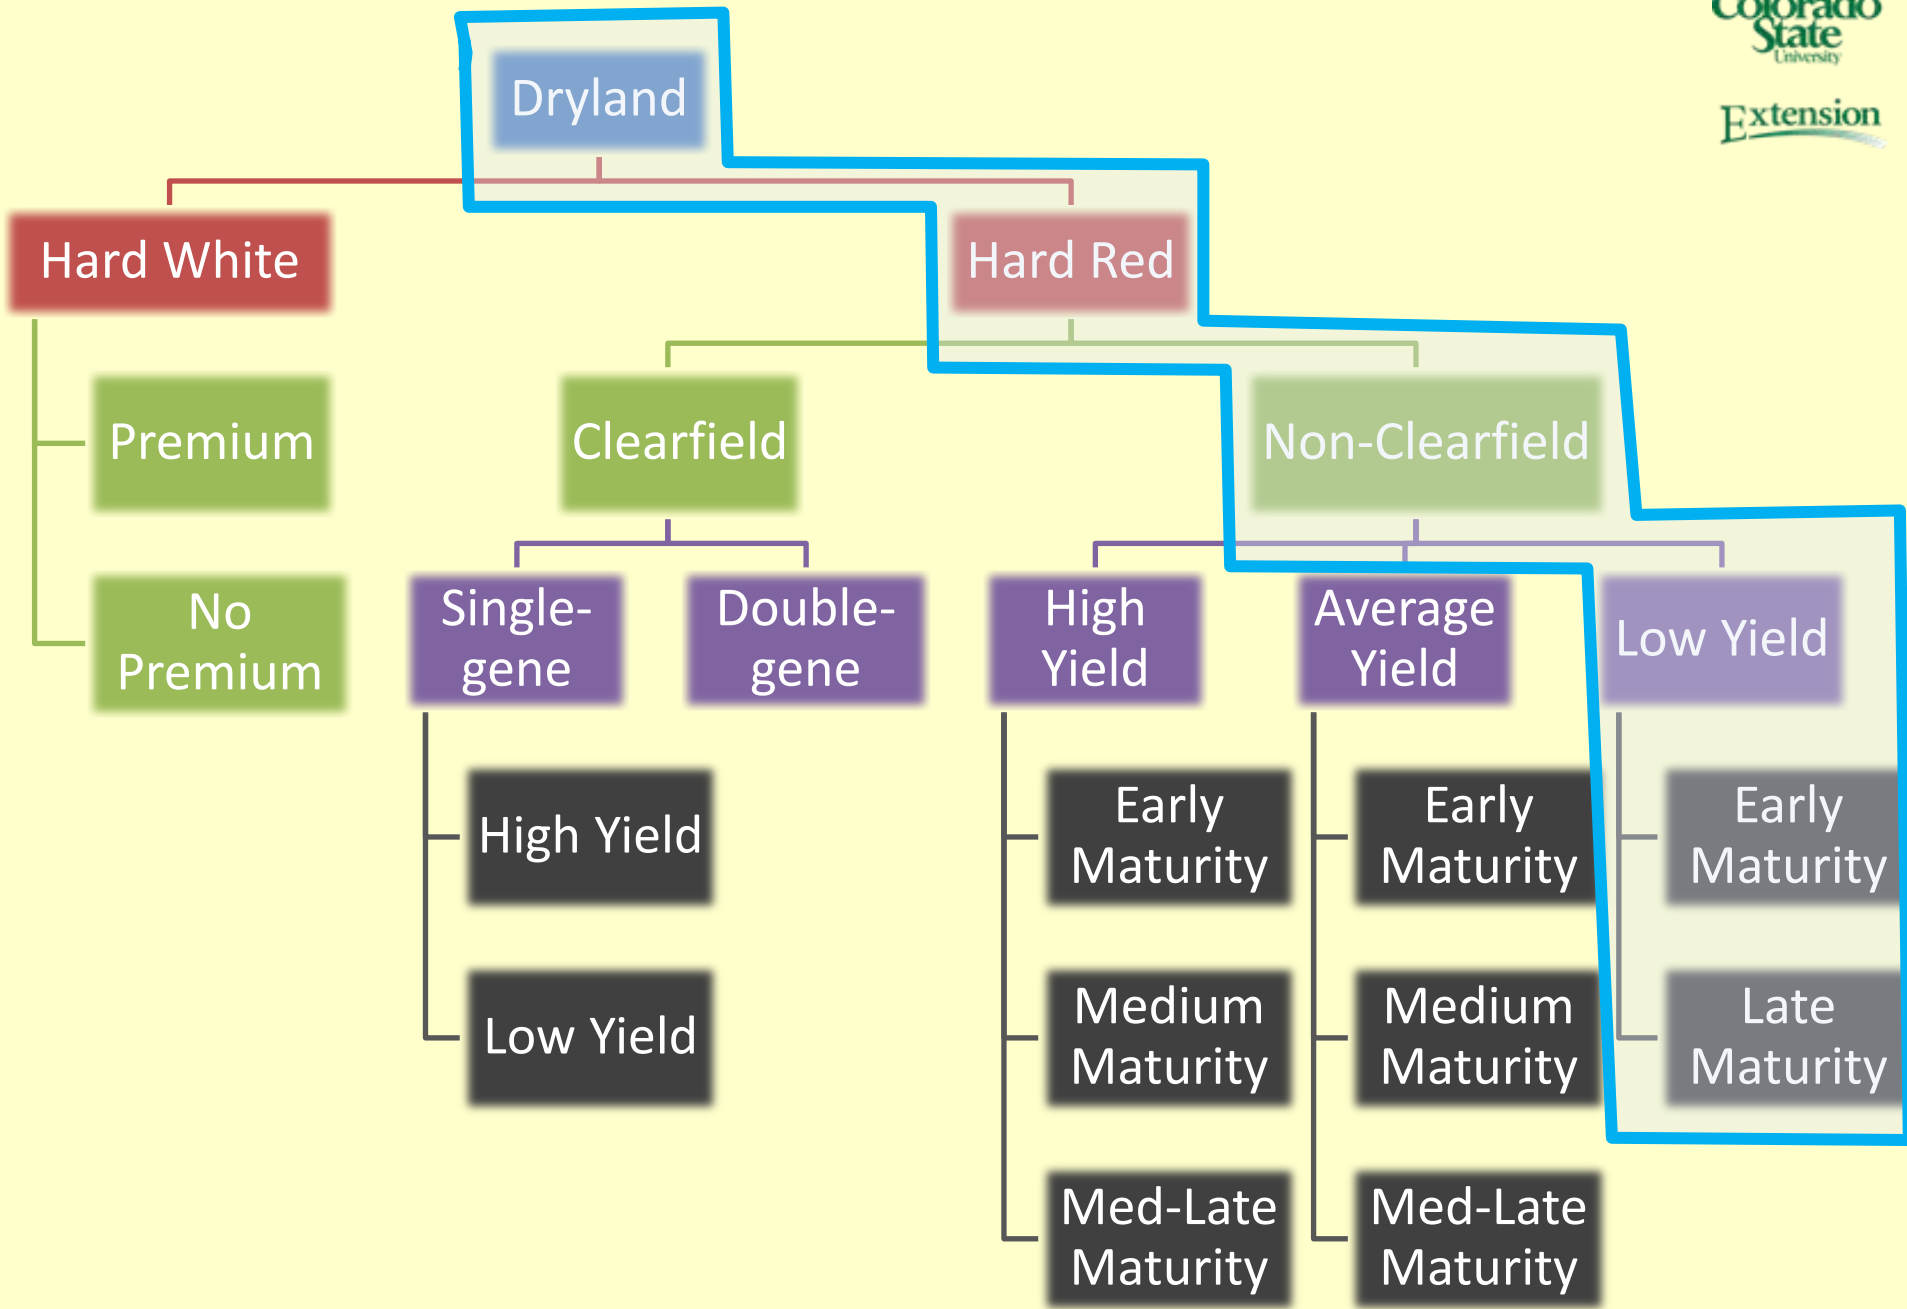 Colorado
State
University
Extension
Dryland
Hard White
Hard Red
Premium
Clearfield
Non-Clearfield
No
Premium
Single-
gene
Double-
gene
High
Yield
Average
Yield
Low Yield
High Yield
Early
Maturity
Early
Maturity
Early
Maturity
Low Yield
Medium
Maturity
Medium
Maturity
Late
Maturity
Med-Late
Maturity
Med-Late
Maturity